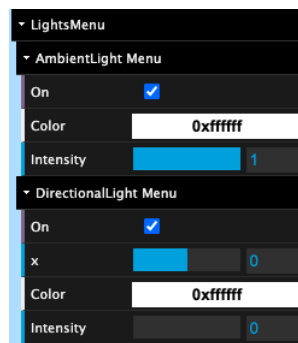 LightsMenu
AmbientLight Menu
On
Color 0xffffff
Intensity 1
DirectionalLight Menu
On
x 0
Color 0xffffff
Intensity 0